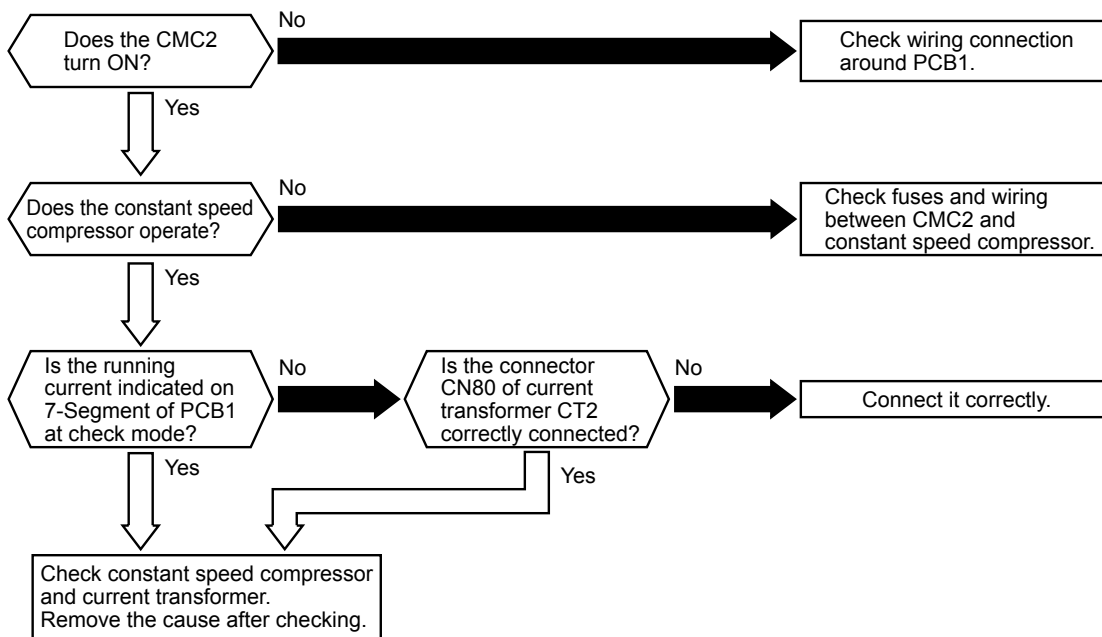 Does the CMC2
turn ON?
No
Check wiring connection
around PCB1.
Yes
Does the constant speed
compressor operate?
No
Check fuses and wiring
between CMC2 and
constant speed compressor.
Yes
Is the running
current indicated on
7-Segment of PCB1
at check mode?
No
Is the connector
CN80 of current
transformer CT2
correctly connected?
No
Connect it correctly.
Yes
Yes
Check constant speed compressor
and current transformer.
Remove the cause after checking.